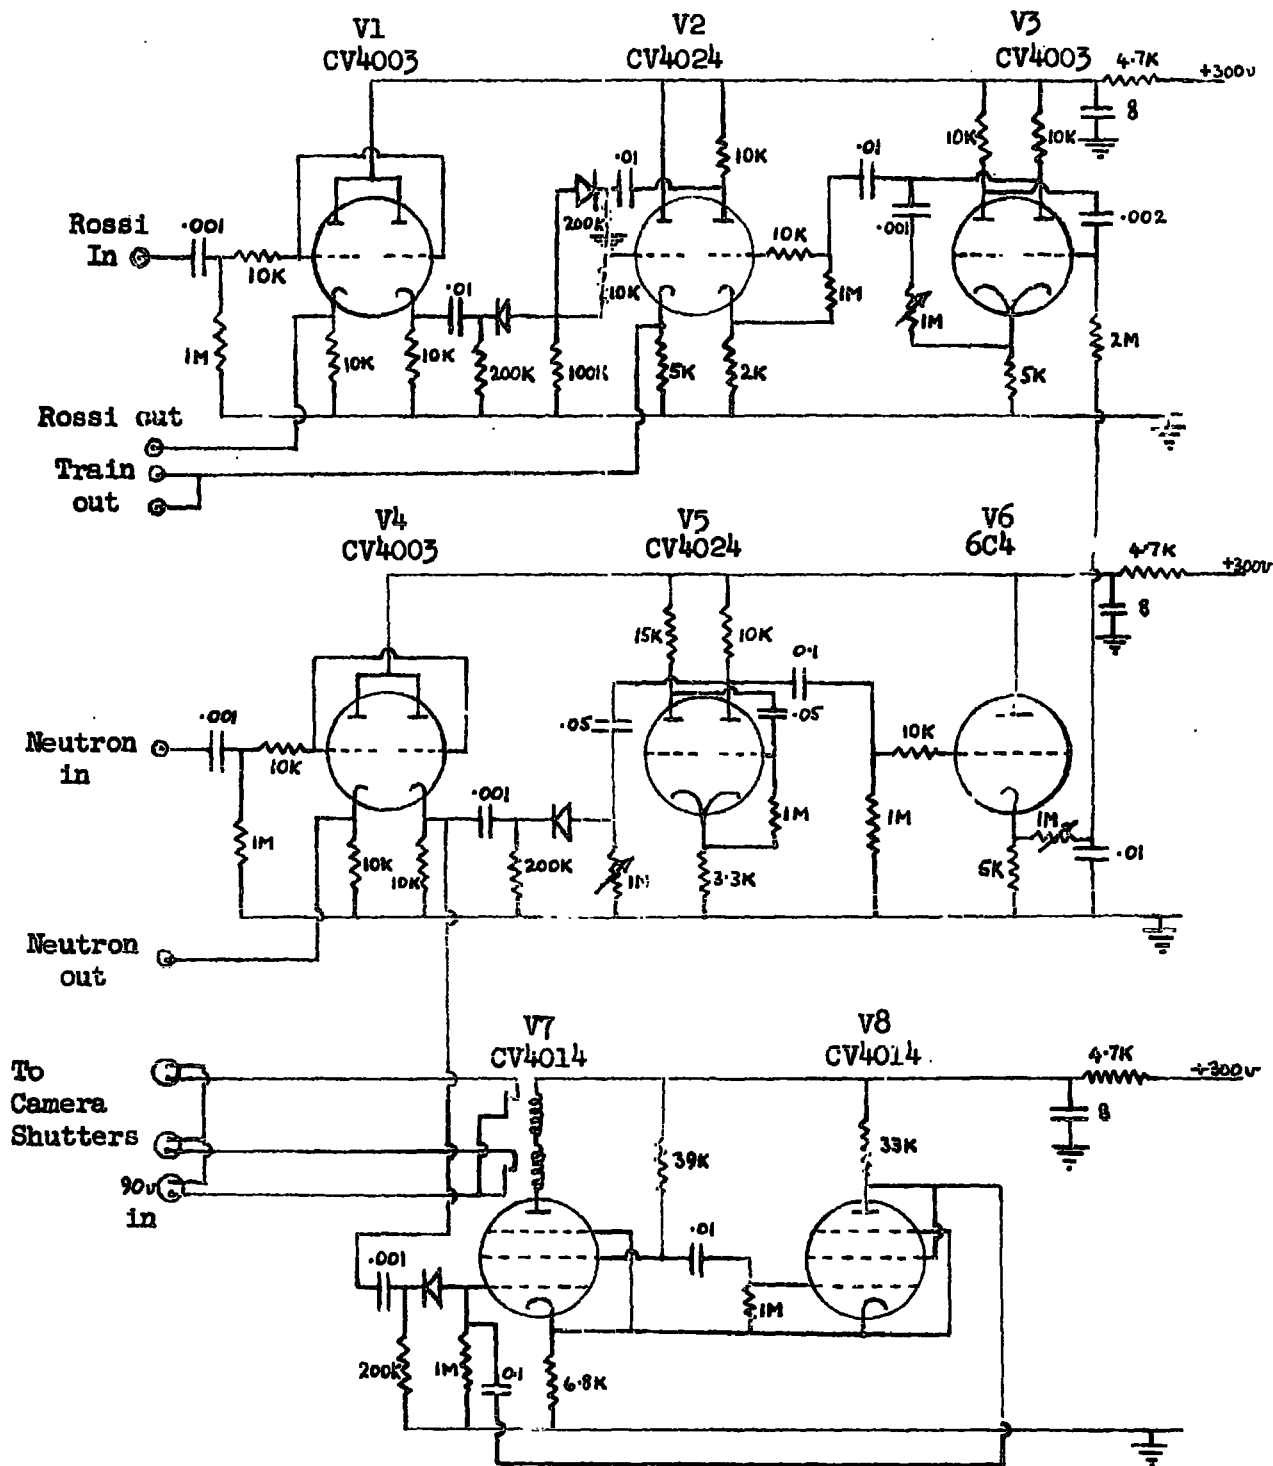 V1
CV4003
V2
CV4024
V3
CV4003
4.7K
+300v
8
10K
10K
10K
.01
.01
200K
.001
.002
Rossi
In
.001
10K
10K
1M
10K
.01
1M
1M
10K
10K
200K
100K
5K
2K
5K
2M
Rossi out
Train
out
V4
CV4003
V5
CV4024
V6
6C4
4.7K
+300v
8
15K
10K
0.1
.05
.05
Neutron
in
.001
10K
10K
1M
10K
10K
.001
200K
1M
3.3K
1M
1M
5K
1M
.01
Neutron
out
V7
CV4014
V8
CV4014
4.7K
+300v
8
To
Camera
Shutters
90v
in
39K
33K
.001
.01
1M
200K
1M
0.1
6.8K